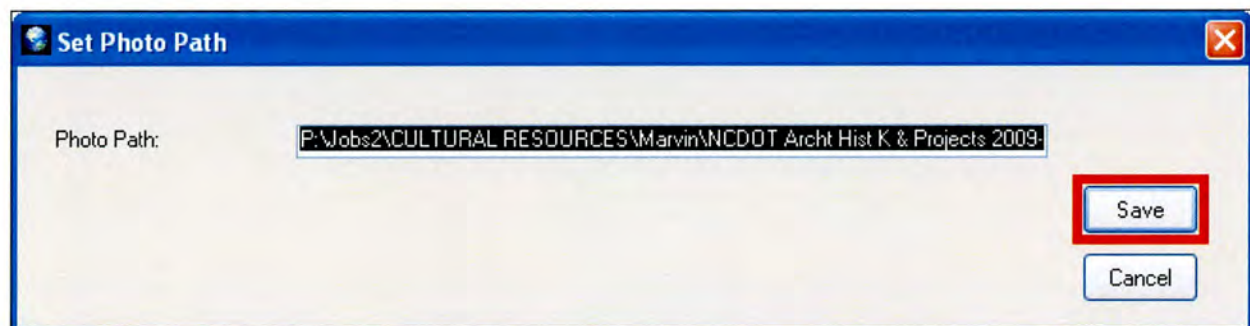 Set Photo Path
Photo Path: P:\Jobs2\CULTURAL RESOURCES\Marvin\NCDOT Archt Hist K & Projects 2009-
Save
Cancel